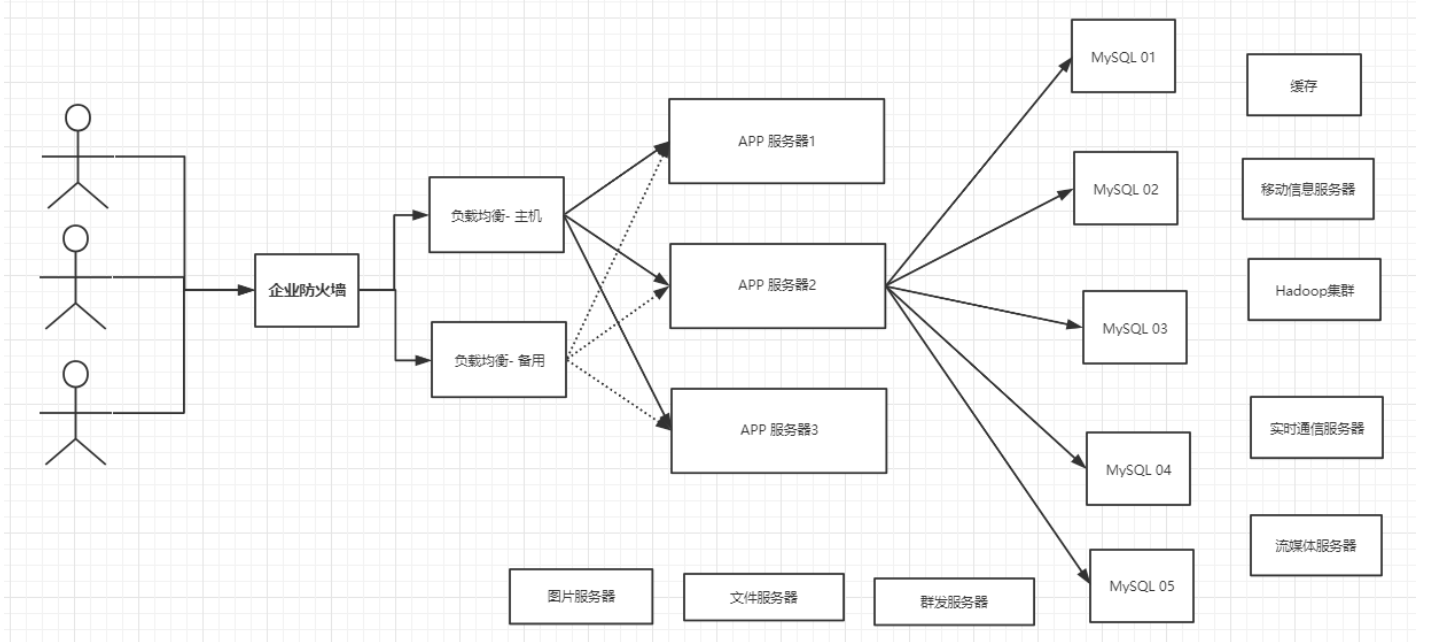 企业防火墙
负载均衡- 主机
负载均衡- 备用
APP 服务器1
APP 服务器2
APP 服务器3
MySQL 01
MySQL 02
MySQL 03
MySQL 04
MySQL 05
缓存
移动信息服务器
Hadoop集群
实时通信服务器
流媒体服务器
图片服务器
文件服务器
群发服务器